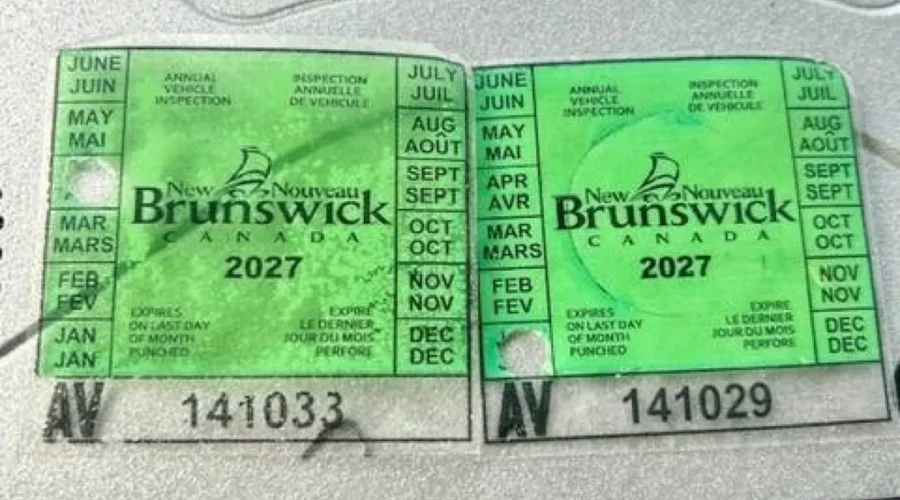 JUNE
JUIN
MAY
MAI
MAR
MARS
FEB
FEV
JAN
JAN
ANNUAL
VEHICLE
INSPECTION
INSPECTION
ANNUELLE
DE VEHICULE
New Nouveau
Brunswick
CANADA
2027
EXPIRES
ON LAST DAY
OF MONTH
PUNCHED
EXPIRE
LE DERNIER
JOUR DU MOIS
PERFORE
JULY
JUIL
AUG
AOÛT
SEPT
SEPT
OCT
OCT
NOV
NOV
DEC
DEC
AV 141033
JUNE
JUIN
MAY
MAI
APR
AVR
MAR
MARS
FEB
FEV
ANNUAL
VEHICLE
INSPECTION
INSPECTION
ANNUELLE
DE VEHICULE
New Nouveau
Brunswick
CANADA
2027
EXPIRES
ON LAST DAY
OF MONTH
PUNCHED
EXPIRE
LE DERNIER
JOUR DU MOIS
PERFORE
JULY
JUIL
AUG
AOÛT
SEPT
SEPT
OCT
OCT
NOV
NOV
DEC
DEC
AV 141029